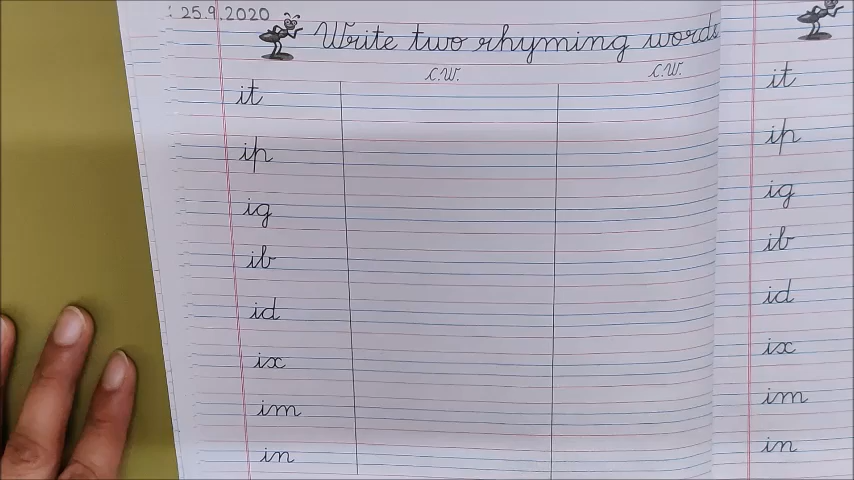 : 25.9.2020
Write two rhyming words
C.W. C.W.
it
ip
ig
ib
id
ix
im
in
it
ip
ig
ib
id
ix
im
in